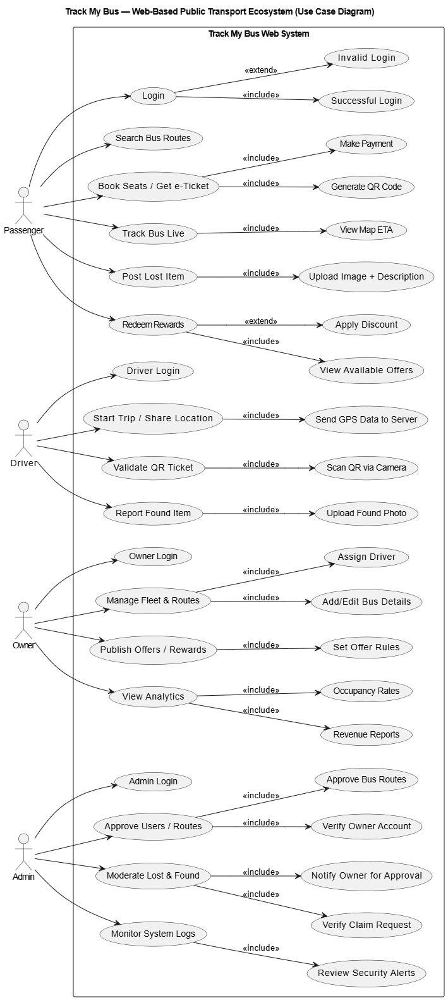 Track My Bus — Web-Based Public Transport Ecosystem (Use Case Diagram)
Track My Bus Web System
Invalid Login
«extend»
Login
«include»
Successful Login
Search Bus Routes
Make Payment
«include»
Book Seats / Get e-Ticket
«include»
Generate QR Code
Passenger
Track Bus Live
«include»
View Map ETA
Post Lost Item
«include»
Upload Image + Description
Redeem Rewards
«extend»
Apply Discount
«include»
View Available Offers
Driver Login
Start Trip / Share Location
«include»
Send GPS Data to Server
Driver
Validate QR Ticket
«include»
Scan QR via Camera
Report Found Item
«include»
Upload Found Photo
Owner Login
Assign Driver
«include»
Manage Fleet & Routes
«include»
Add/Edit Bus Details
Owner
Publish Offers / Rewards
«include»
Set Offer Rules
View Analytics
«include»
Occupancy Rates
«include»
Revenue Reports
Admin Login
Approve Bus Routes
«include»
Approve Users / Routes
«include»
Verify Owner Account
Admin
Moderate Lost & Found
«include»
Notify Owner for Approval
«include»
Verify Claim Request
Monitor System Logs
«include»
Review Security Alerts